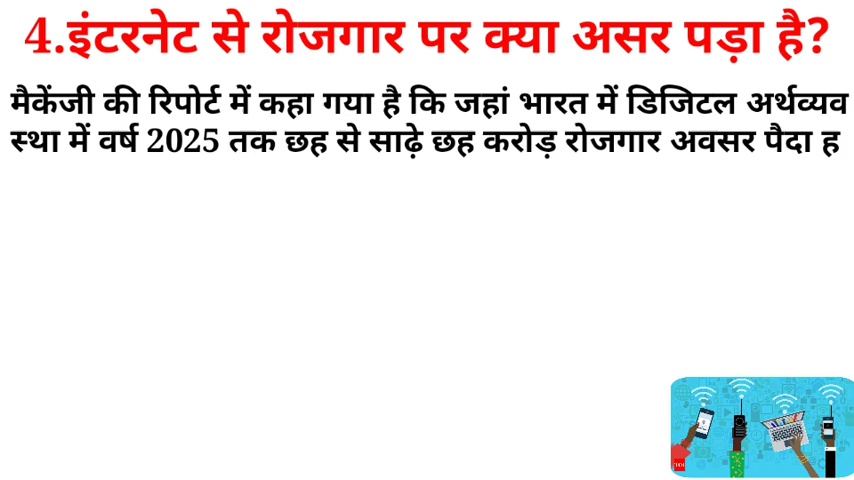 4.इंटरनेट से रोजगार पर क्या असर पड़ा है?
मैकेंजी की रिपोर्ट में कहा गया है कि जहां भारत में डिजिटल अर्थव्यव
स्था में वर्ष 2025 तक छह से साढ़े छह करोड़ रोजगार अवसर पैदा ह